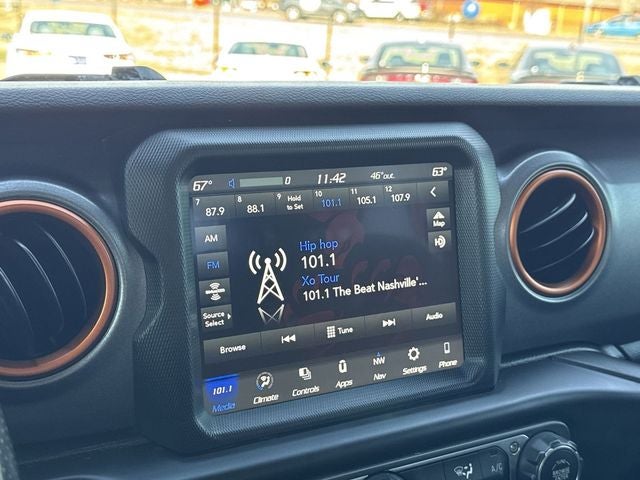 67° 0 11:42 46°out 63°
7 87.9 8 88.1 9 Hold to Set 10 101.1 11 105.1 12 107.9
Map
AM
FM
SiriusXM
Source Select
Hip hop
101.1
Xo Tour
101.1 The Beat Nashville'...
Browse Tune Audio
101.1 NW
Media Climate Controls Apps Nav Settings Phone
A/C